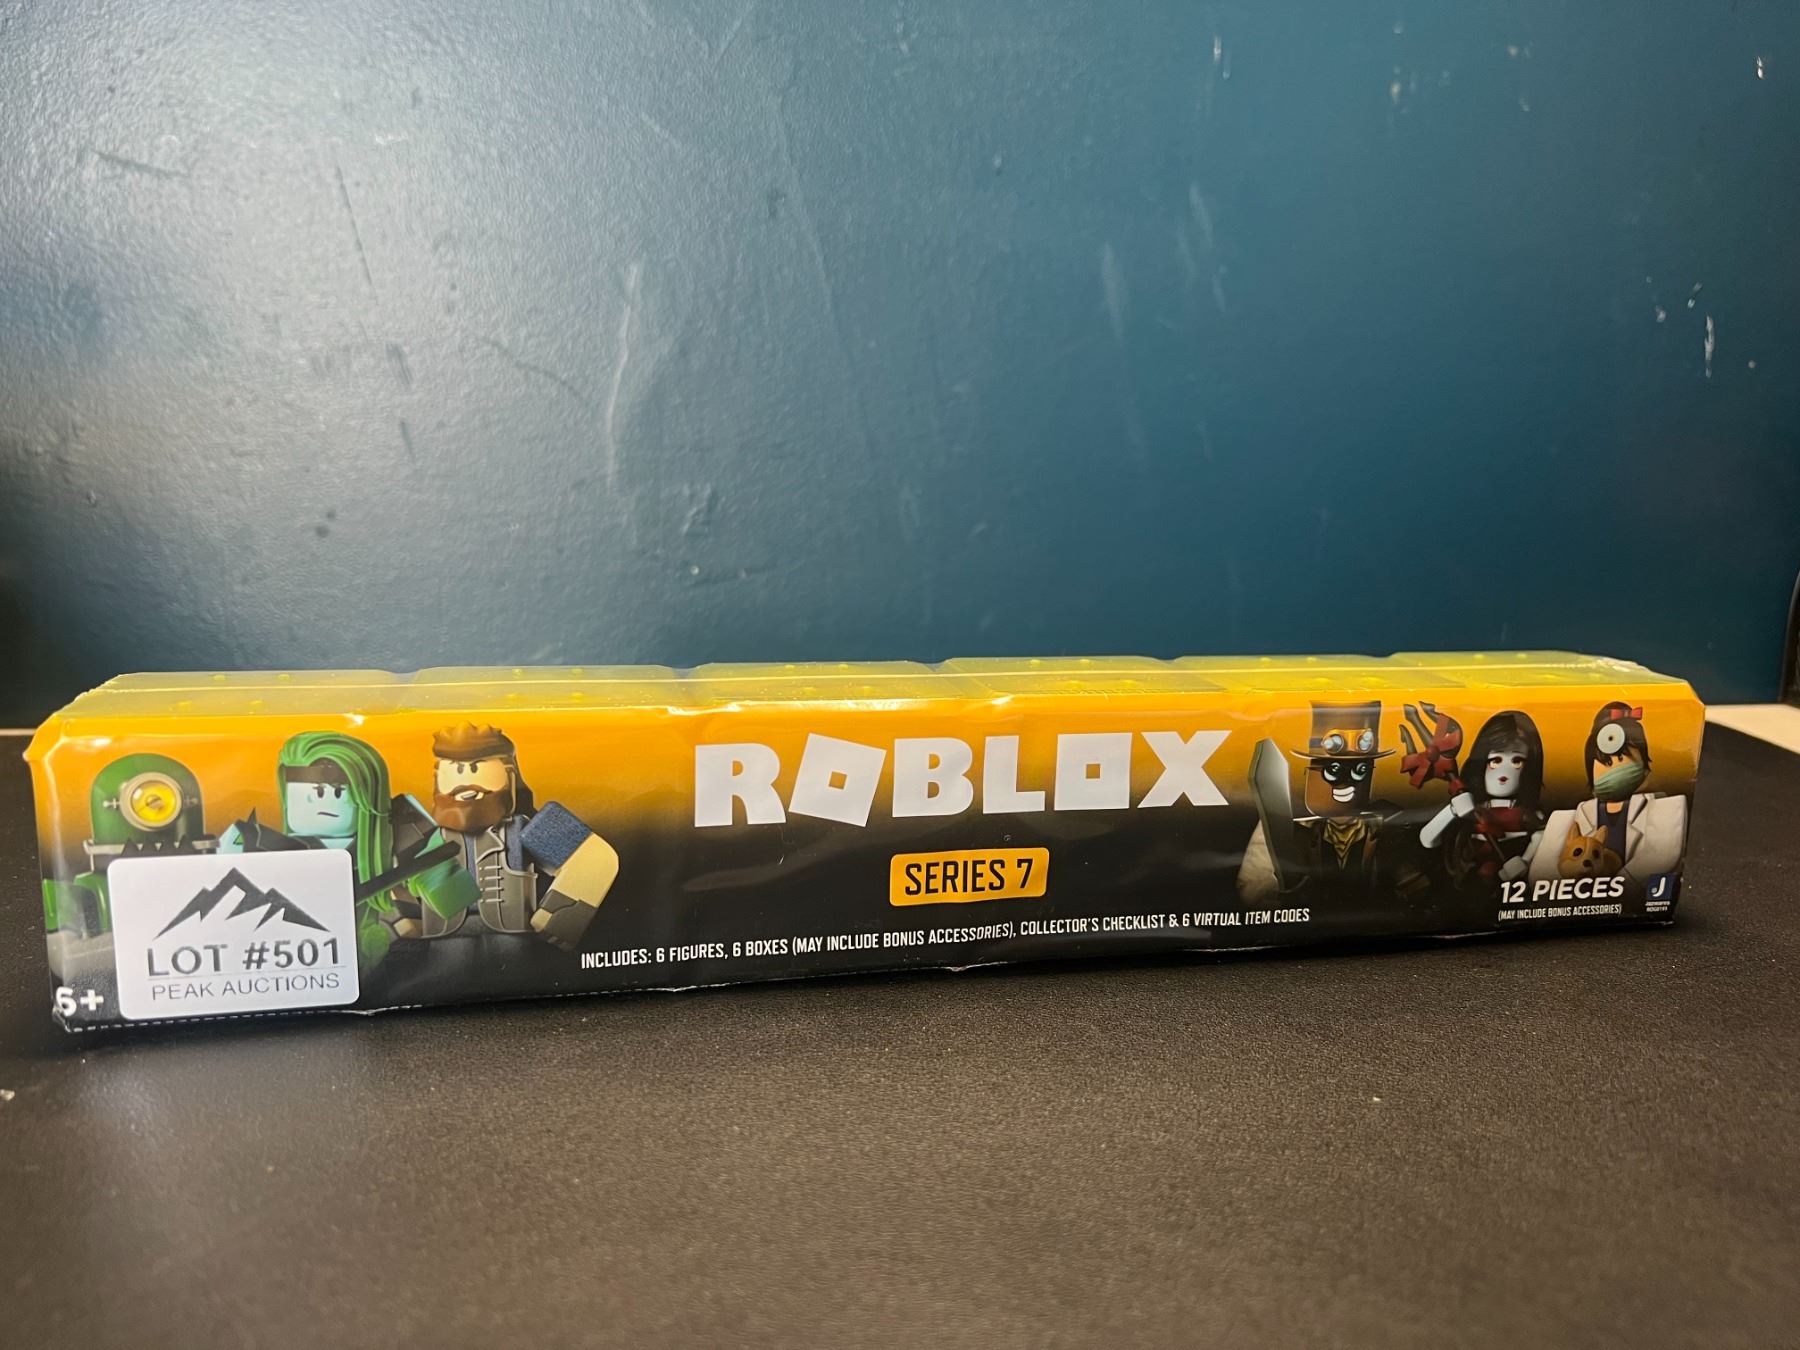 ROBLOX
SERIES 7
INCLUDES: 6 FIGURES, 6 BOXES (MAY INCLUDE BONUS ACCESSORIES), COLLECTOR'S CHECKLIST & 6 VIRTUAL ITEM CODES
12 PIECES
(MAY INCLUDE BONUS ACCESSORIES)
J
LOT #501
PEAK AUCTIONS
6+